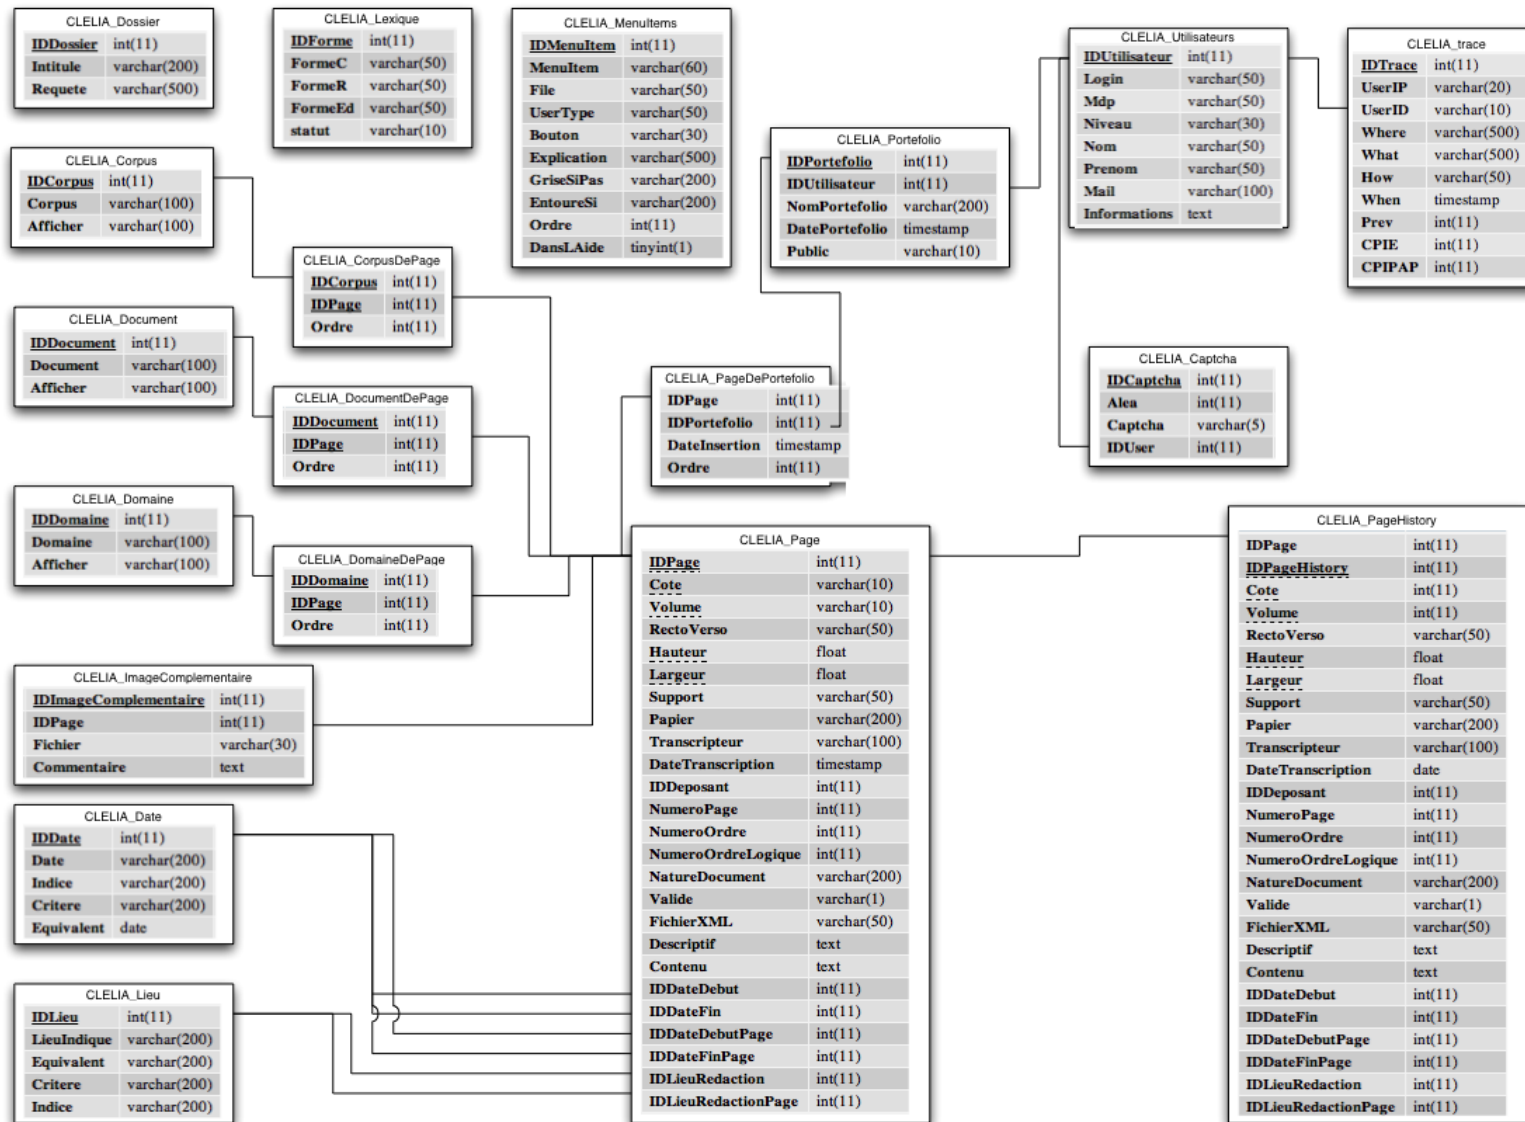 CLELIA_Dossier
IDDossier int(11)
Intitule varchar(200)
Requete varchar(500)
CLELIA_Lexique
IDForme int(11)
FormeC varchar(50)
FormeR varchar(50)
FormeEd varchar(50)
statut varchar(10)
CLELIA_MenuItems
IDMenuItem int(11)
MenuItem varchar(60)
File varchar(50)
UserType varchar(50)
Bouton varchar(30)
Explication varchar(500)
GriseSiPas varchar(200)
EntoureSi varchar(200)
Ordre int(11)
DansLAide tinyint(1)
CLELIA_Portefolio
IDPortefolio int(11)
IDUtilisateur int(11)
NomPortefolio varchar(200)
DatePortefolio timestamp
Public varchar(10)
CLELIA_Utilisateurs
IDUtilisateur int(11)
Login varchar(50)
Mdp varchar(50)
Niveau varchar(30)
Nom varchar(50)
Prenom varchar(50)
Mail varchar(100)
Informations text
CLELIA_trace
IDTrace int(11)
UserIP varchar(20)
UserID varchar(10)
Where varchar(500)
What varchar(500)
How varchar(50)
When timestamp
Prev int(11)
CPIE int(11)
CPIPAP int(11)
CLELIA_Corpus
IDCorpus int(11)
Corpus varchar(100)
Afficher varchar(100)
CLELIA_CorpusDePage
IDCorpus int(11)
IDPage int(11)
Ordre int(11)
CLELIA_Document
IDDocument int(11)
Document varchar(100)
Afficher varchar(100)
CLELIA_DocumentDePage
IDDocument int(11)
IDPage int(11)
Ordre int(11)
CLELIA_PageDePortefolio
IDPage int(11)
IDPortefolio int(11)
DateInsertion timestamp
Ordre int(11)
CLELIA_Captcha
IDCaptcha int(11)
Alea int(11)
Captcha varchar(5)
IDUser int(11)
CLELIA_Domaine
IDDomaine int(11)
Domaine varchar(100)
Afficher varchar(100)
CLELIA_DomaineDePage
IDDomaine int(11)
IDPage int(11)
Ordre int(11)
CLELIA_ImageComplementaire
IDImageComplementaire int(11)
IDPage int(11)
Fichier varchar(30)
Commentaire text
CLELIA_Date
IDDate int(11)
Date varchar(200)
Indice varchar(200)
Critere varchar(200)
Equivalent date
CLELIA_Lieu
IDLieu int(11)
LieuIndique varchar(200)
Equivalent varchar(200)
Critere varchar(200)
Indice varchar(200)
CLELIA_Page
IDPage int(11)
Cote varchar(10)
Volume varchar(10)
RectoVerso varchar(50)
Hauteur float
Largeur float
Support varchar(50)
Papier varchar(200)
Transcripteur varchar(100)
DateTranscription timestamp
IDDeposant int(11)
NumeroPage int(11)
NumeroOrdre int(11)
NumeroOrdreLogique int(11)
NatureDocument varchar(200)
Valide varchar(1)
FichierXML varchar(50)
Descriptif text
Contenu text
IDDateDebut int(11)
IDDateFin int(11)
IDDateDebutPage int(11)
IDDateFinPage int(11)
IDLieuRedaction int(11)
IDLieuRedactionPage int(11)
CLELIA_PageHistory
IDPage int(11)
IDPageHistory int(11)
Cote int(11)
Volume int(11)
RectoVerso varchar(50)
Hauteur float
Largeur float
Support varchar(50)
Papier varchar(200)
Transcripteur varchar(100)
DateTranscription date
IDDeposant int(11)
NumeroPage int(11)
NumeroOrdre int(11)
NumeroOrdreLogique int(11)
NatureDocument varchar(200)
Valide varchar(1)
FichierXML varchar(50)
Descriptif text
Contenu text
IDDateDebut int(11)
IDDateFin int(11)
IDDateDebutPage int(11)
IDDateFinPage int(11)
IDLieuRedaction int(11)
IDLieuRedactionPage int(11)